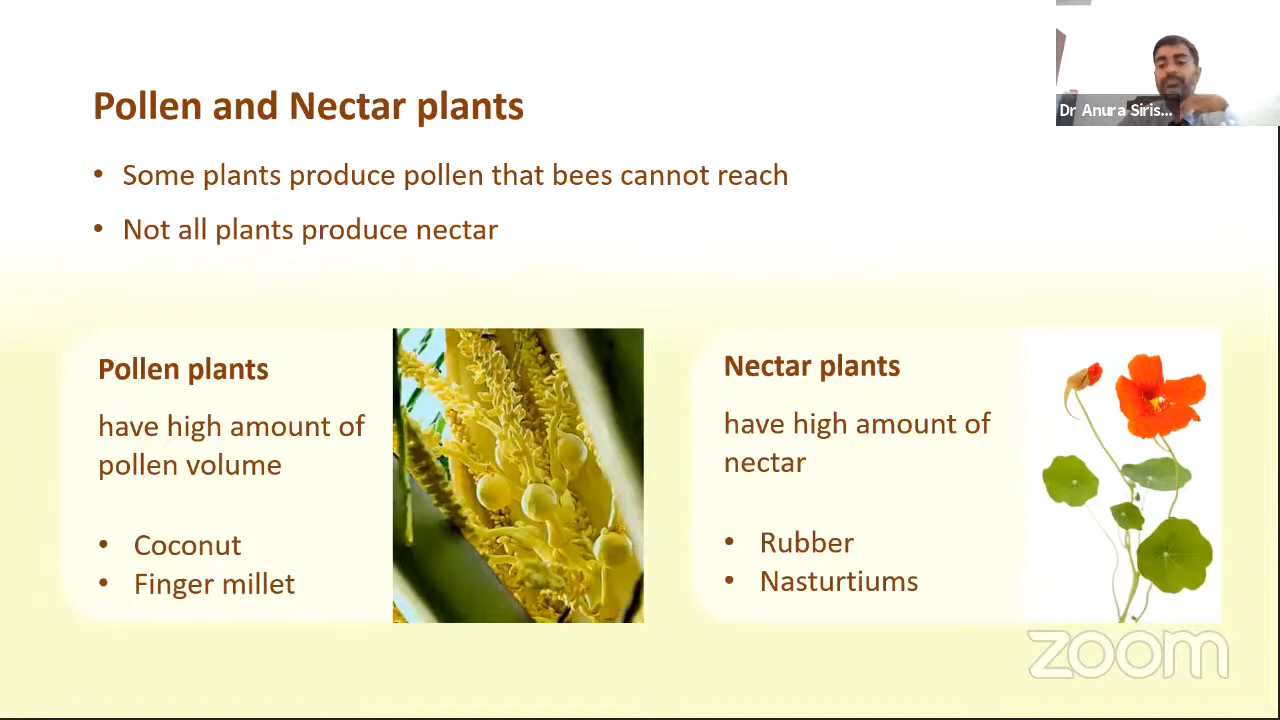 Pollen and Nectar plants
• Some plants produce pollen that bees cannot reach
• Not all plants produce nectar
Pollen plants
have high amount of
pollen volume
• Coconut
• Finger millet
Nectar plants
have high amount of
nectar
• Rubber
• Nasturtiums
Dr Anura Siris...
zoom